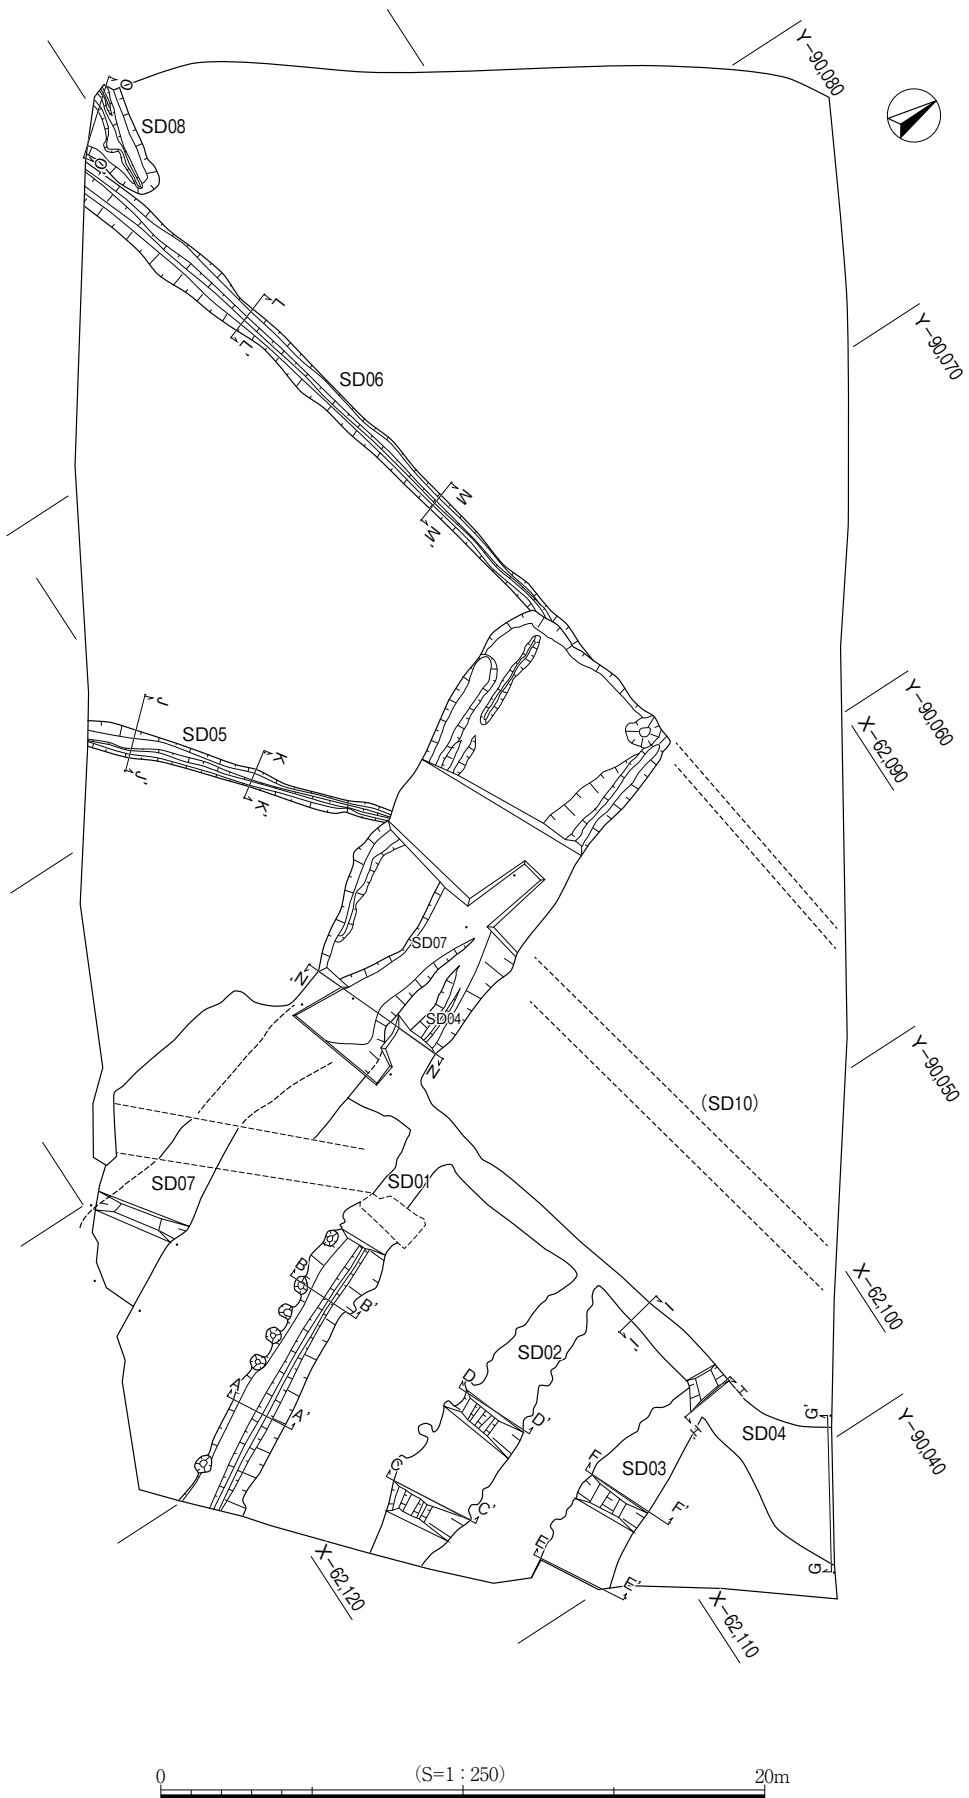 Y-90,080
O
SD08
O'
Y-90,070
L
L'
SD06
M
M'
Y-90,060
X-62,090
J
SD05
K
J'
K'
SD07
N'
SD04
N
Y-90,050
(SD10)
SD07
SD01
B
B'
X-62,100
I
I'
SD02
A
A'
D
D'
H
G'
H'
SD04
Y-90,040
C
C'
F
SD03
F'
E
E'
G
X-62,120
X-62,110
0 (S=1：250) 20m